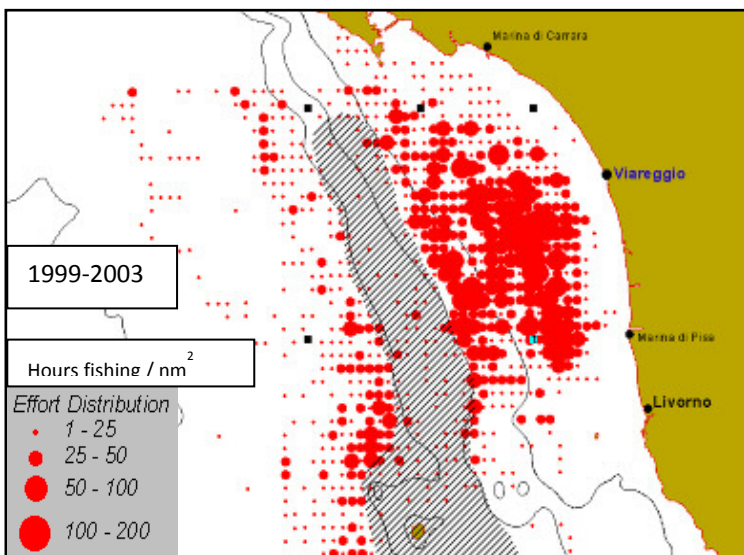 Marina di Carrara
Viareggio
1999-2003
Marina di Pisa
Hours fishing / nm²
Livorno
Effort Distribution
1 - 25
25 - 50
50 - 100
100 - 200